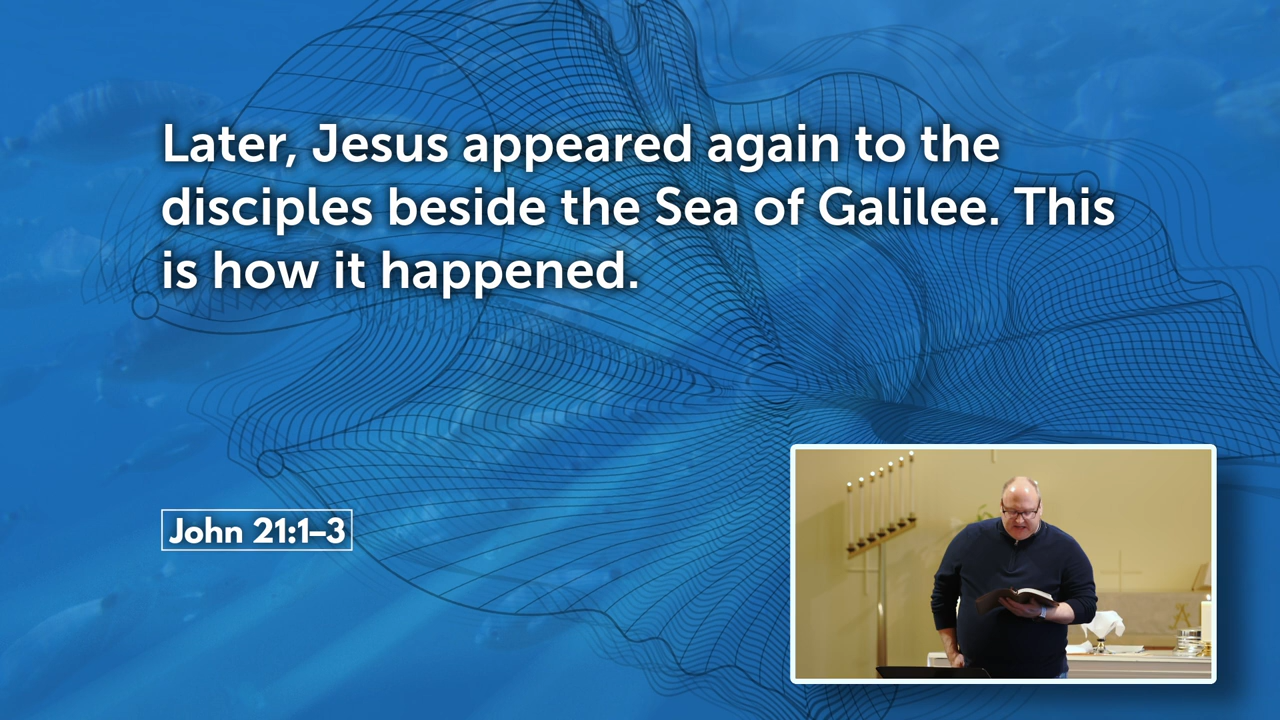 Later, Jesus appeared again to the
disciples beside the Sea of Galilee. This
is how it happened.
John 21:1–3